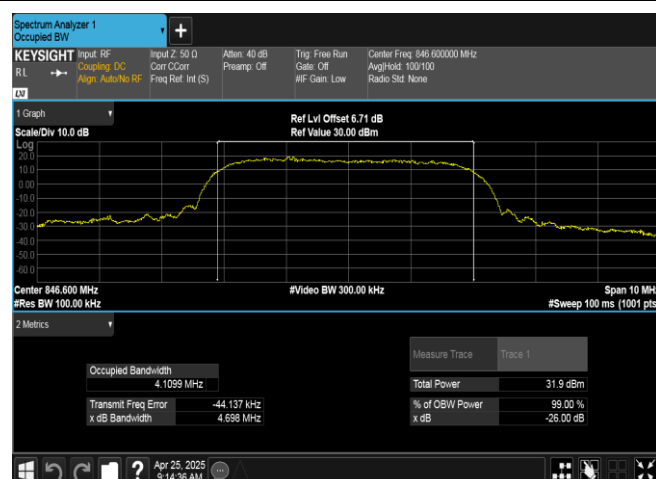 Spectrum Analyzer 1
Occupied BW
+
KEYSIGHT
R L
LXI
Input: RF
Coupling: DC
Align: Auto/No RF
Input Z: 50 Ω
Corr CCorr
Freq Ref: Int (S)
Atten: 40 dB
Preamp: Off
Trig: Free Run
Gate: Off
#IF Gain: Low
Center Freq: 846.600000 MHz
Avg|Hold: 100/100
Radio Std: None
1 Graph
Scale/Div 10.0 dB
Ref Lvl Offset 6.71 dB
Ref Value 30.00 dBm
Log
20.0
10.0
0.00
-10.0
-20.0
-30.0
-40.0
-50.0
-60.0
Center 846.600 MHz
#Res BW 100.00 kHz
#Video BW 300.00 kHz
Span 10 MHz
#Sweep 100 ms (1001 pts
2 Metrics
Measure Trace Trace 1
Occupied Bandwidth
4.1099 MHz
Total Power 31.9 dBm
Transmit Freq Error -44.137 kHz
% of OBW Power 99.00 %
x dB Bandwidth 4.698 MHz
x dB -26.00 dB
?
Apr 25, 2025
9:14:36 AM